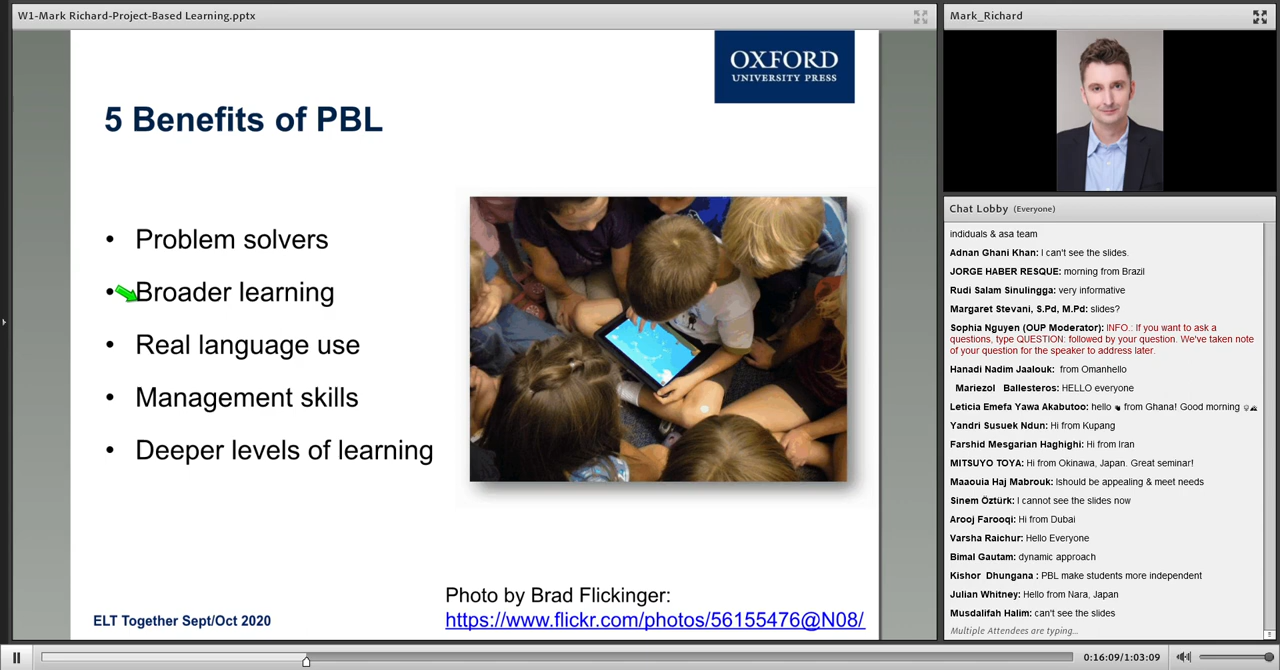 W1-Mark Richard-Project-Based Learning.pptx
OXFORD
UNIVERSITY PRESS
5 Benefits of PBL
• Problem solvers
• Broader learning
• Real language use
• Management skills
• Deeper levels of learning
Photo by Brad Flickinger:
https://www.flickr.com/photos/56155476@N08/
ELT Together Sept/Oct 2020
Mark_Richard
Chat Lobby (Everyone)
indiduals & asa team
Adnan Ghani Khan: I can't see the slides.
JORGE HABER RESQUE: morning from Brazil
Rudi Salam Sinulingga: very informative
Margaret Stevani, S.Pd, M.Pd: slides?
Sophia Nguyen (OUP Moderator): INFO.: If you want to ask a
questions, type QUESTION: followed by your question. We've taken note
of your question for the speaker to address later.
Hanadi Nadim Jaalouk: from Omanhello
Mariezol Ballesteros: HELLO everyone
Leticia Emefa Yawa Akabutoo: hello from Ghana! Good morning
Yandri Susuek Ndun: Hi from Kupang
Farshid Mesgarian Haghighi: Hi from Iran
MITSUYO TOYA: Hi from Okinawa, Japan. Great seminar!
Maaouia Haj Mabrouk: Ishould be appealing & meet needs
Sinem Öztürk: I cannot see the slides now
Arooj Farooqi: Hi from Dubai
Varsha Raichur: Hello Everyone
Bimal Gautam: dynamic approach
Kishor Dhungana : PBL make students more independent
Julian Whitney: Hello from Nara, Japan
Musdalifah Halim: can't see the slides
Multiple Attendees are typing...
0:16:09/1:03:09